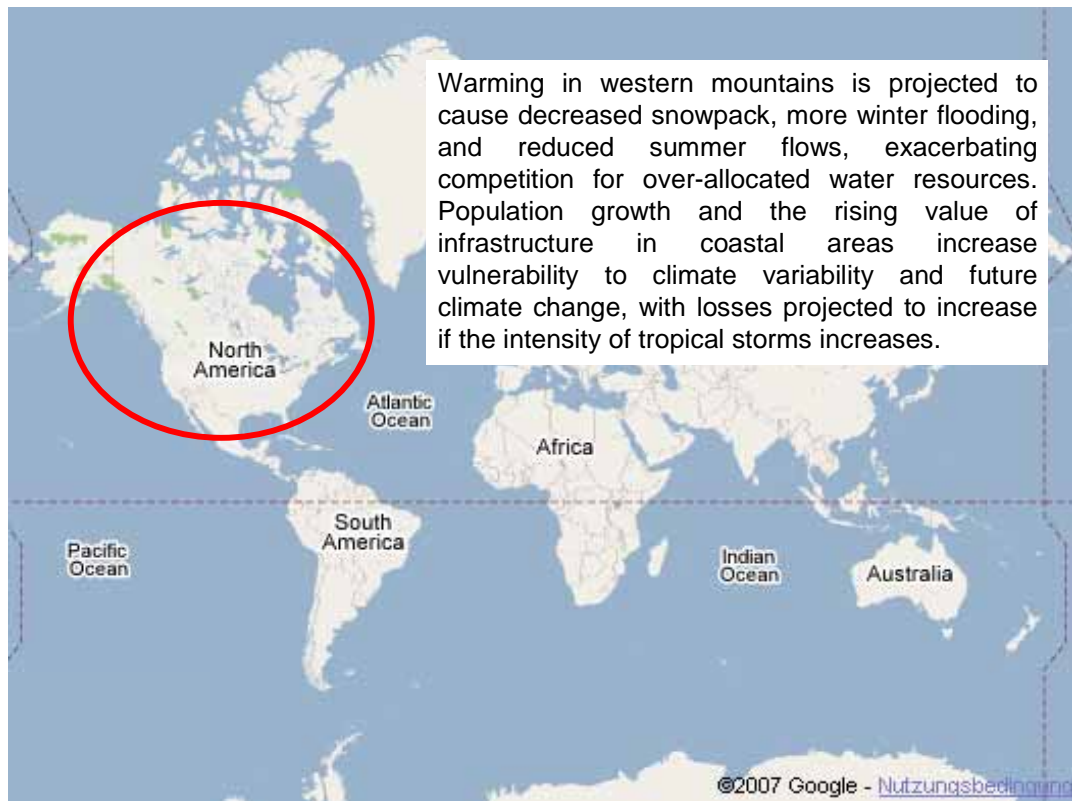 Warming in western mountains is projected to
cause decreased snowpack, more winter flooding,
and reduced summer flows, exacerbating
competition for over-allocated water resources.
Population growth and the rising value of
infrastructure in coastal areas increase
vulnerability to climate variability and future
climate change, with losses projected to increase
if the intensity of tropical storms increases.
North
America
Atlantic
Ocean
Africa
South
America
Pacific
Ocean
Indian
Ocean
Australia
©2007 Google - Nutzungsbedingung